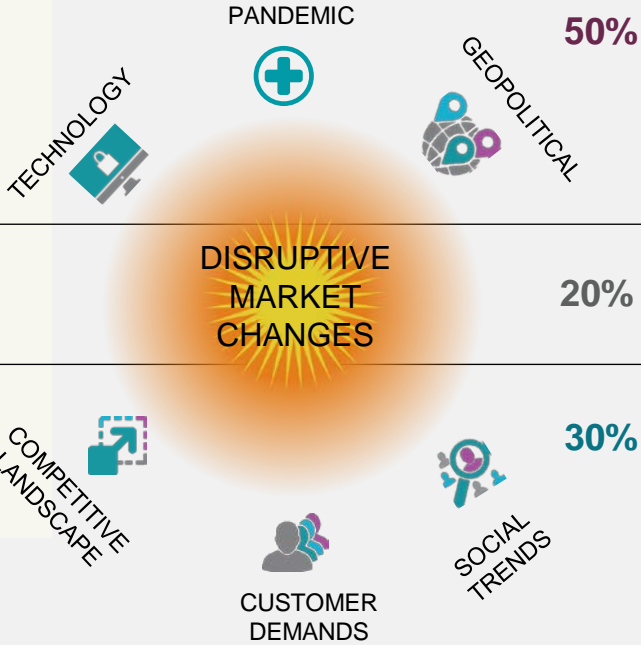 PANDEMIC
50%
TECHNOLOGY
GEOPOLITICAL
DISRUPTIVE
MARKET
CHANGES
20%
30%
COMPETITIVE
LANDSCAPE
SOCIAL
TRENDS
CUSTOMER
DEMANDS